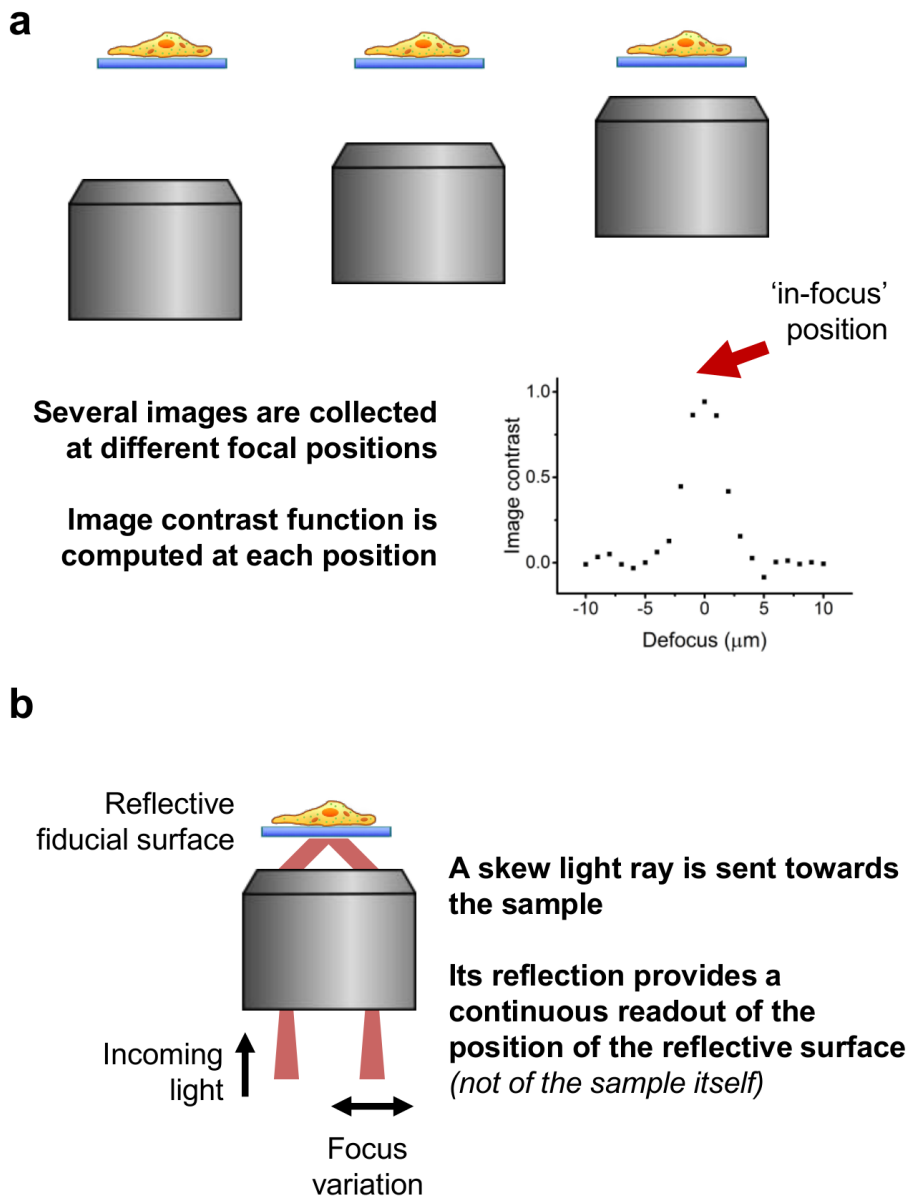 a
'in-focus'
position
Several images are collected
at different focal positions
Image contrast function is
computed at each position
Image contrast
1.0
0.5
0.0
-10
-5
0
5
10
Defocus (μm)
b
Reflective
fiducial surface
A skew light ray is sent towards
the sample
Its reflection provides a
continuous readout of the
position of the reflective surface
(not of the sample itself)
Incoming
light
Focus
variation